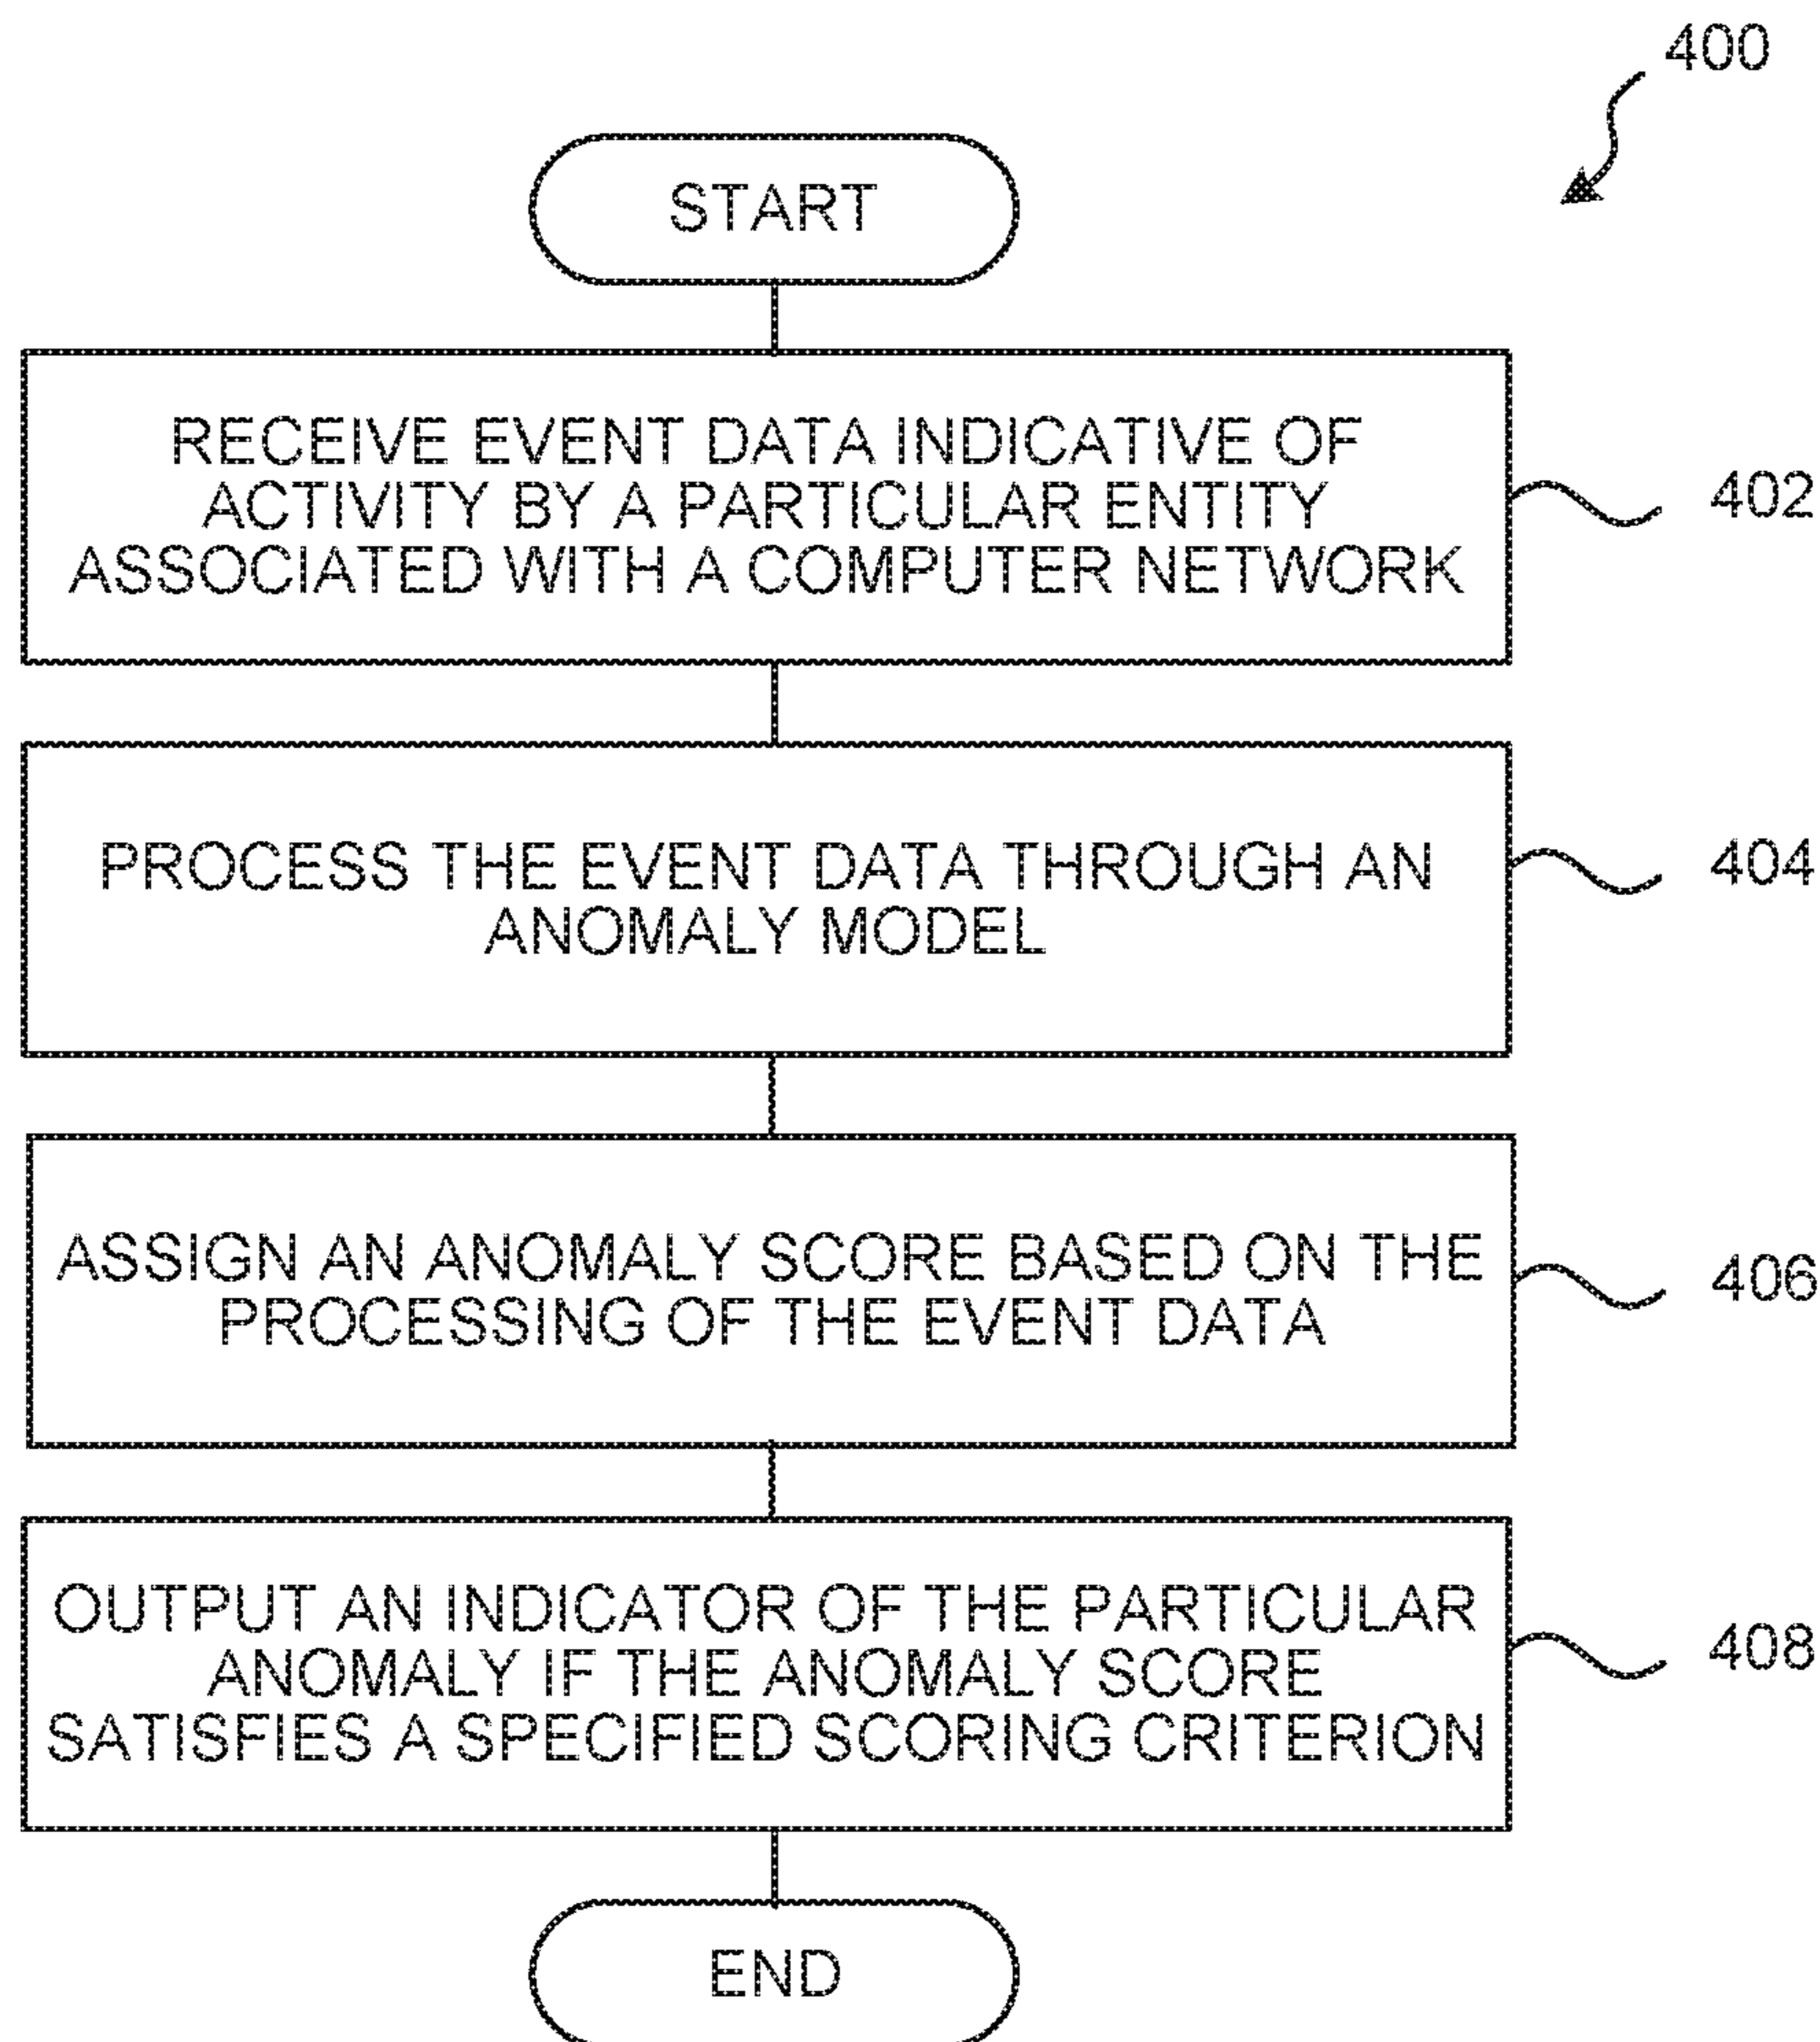 400
START
RECEIVE EVENT DATA INDICATIVE OF
ACTIVITY BY A PARTICULAR ENTITY
ASSOCIATED WITH A COMPUTER NETWORK
402
PROCESS THE EVENT DATA THROUGH AN
ANOMALY MODEL
404
ASSIGN AN ANOMALY SCORE BASED ON THE
PROCESSING OF THE EVENT DATA
406
OUTPUT AN INDICATOR OF THE PARTICULAR
ANOMALY IF THE ANOMALY SCORE
SATISFIES A SPECIFIED SCORING CRITERION
408
END